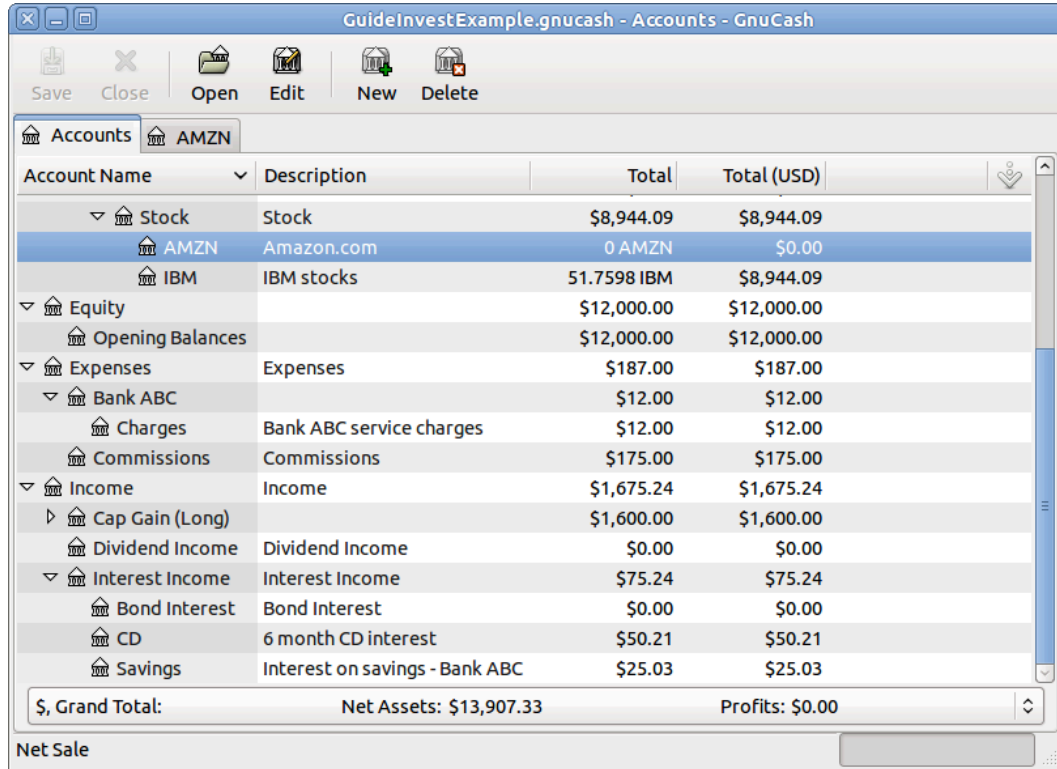 GuideInvestExample.gnucash - Accounts - GnuCash
Save Close Open Edit New Delete
Accounts AMZN
Account Name Description Total Total (USD)
Stock Stock $8,944.09 $8,944.09
AMZN Amazon.com 0 AMZN $0.00
IBM IBM stocks 51.7598 IBM $8,944.09
Equity $12,000.00 $12,000.00
Opening Balances $12,000.00 $12,000.00
Expenses Expenses $187.00 $187.00
Bank ABC $12.00 $12.00
Charges Bank ABC service charges $12.00 $12.00
Commissions Commissions $175.00 $175.00
Income Income $1,675.24 $1,675.24
Cap Gain (Long) $1,600.00 $1,600.00
Dividend Income Dividend Income $0.00 $0.00
Interest Income Interest Income $75.24 $75.24
Bond Interest Bond Interest $0.00 $0.00
CD 6 month CD interest $50.21 $50.21
Savings Interest on savings - Bank ABC $25.03 $25.03
$, Grand Total: Net Assets: $13,907.33 Profits: $0.00
Net Sale